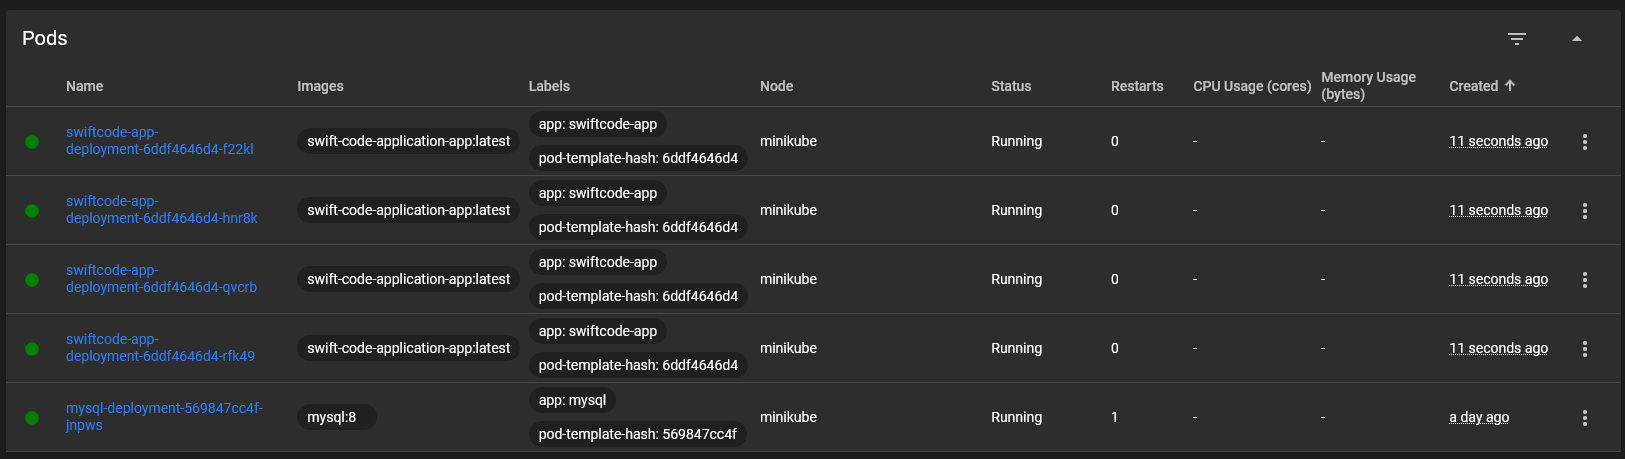 Pods
Name Images Labels Node Status Restarts CPU Usage (cores) Memory Usage (bytes) Created
swiftcode-app-
deployment-6ddf4646d4-f22kl
swift-code-application-app:latest
app: swiftcode-app
pod-template-hash: 6ddf4646d4
minikube Running 0 - - 11 seconds ago
swiftcode-app-
deployment-6ddf4646d4-hnr8k
swift-code-application-app:latest
app: swiftcode-app
pod-template-hash: 6ddf4646d4
minikube Running 0 - - 11 seconds ago
swiftcode-app-
deployment-6ddf4646d4-qvcrb
swift-code-application-app:latest
app: swiftcode-app
pod-template-hash: 6ddf4646d4
minikube Running 0 - - 11 seconds ago
swiftcode-app-
deployment-6ddf4646d4-rfk49
swift-code-application-app:latest
app: swiftcode-app
pod-template-hash: 6ddf4646d4
minikube Running 0 - - 11 seconds ago
mysql-deployment-569847cc4f-
jnpws
mysql:8
app: mysql
pod-template-hash: 569847cc4f
minikube Running 1 - - a day ago